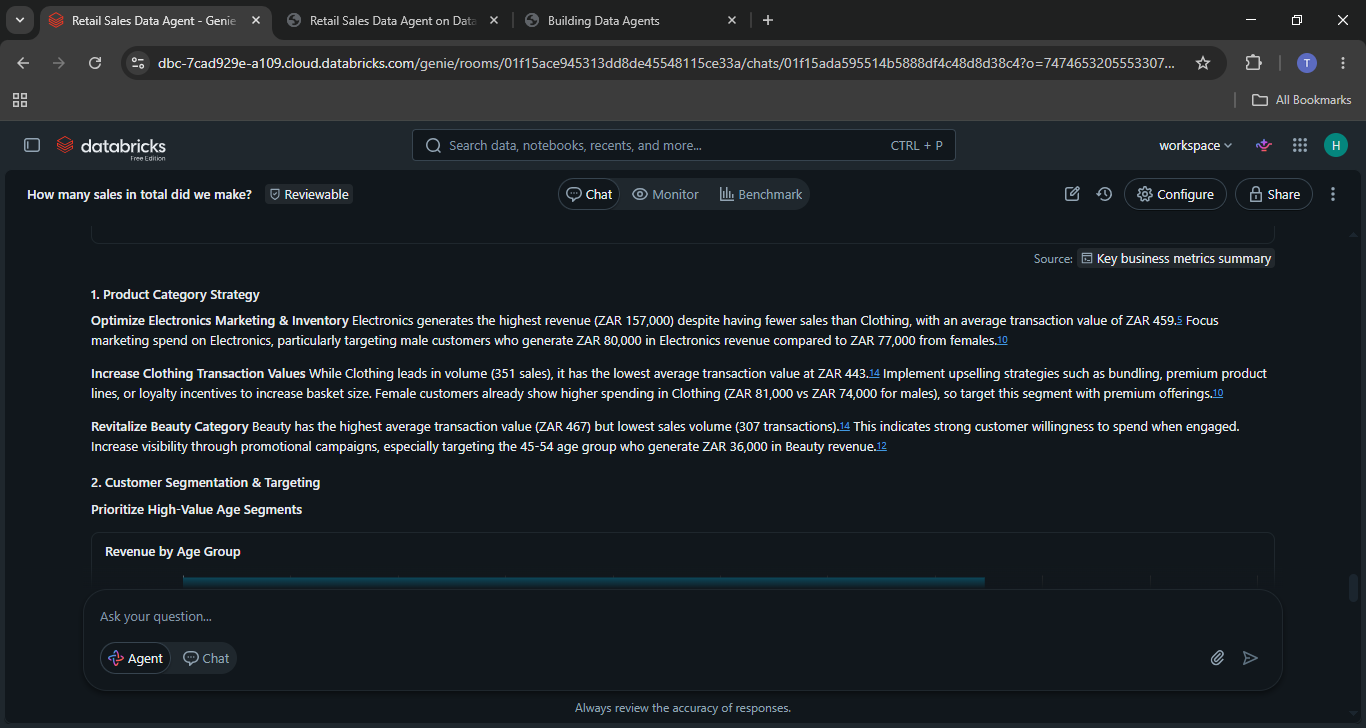 Retail Sales Data Agent - Genie
Retail Sales Data Agent on Data
Building Data Agents
dbc-7cad929e-a109.cloud.databricks.com/genie/rooms/01f15ace945313dd8de45548115ce33a/chats/01f15ada595514b5888df4c48d8d38c4?o=7474653205553307...
T
All Bookmarks
databricks
Free Edition
Search data, notebooks, recents, and more...
CTRL + P
workspace
H
How many sales in total did we make?
Reviewable
Chat
Monitor
Benchmark
Configure
Share
Source: Key business metrics summary
1. Product Category Strategy
Optimize Electronics Marketing & Inventory Electronics generates the highest revenue (ZAR 157,000) despite having fewer sales than Clothing, with an average transaction value of ZAR 459.5 Focus
marketing spend on Electronics, particularly targeting male customers who generate ZAR 80,000 in Electronics revenue compared to ZAR 77,000 from females.10
Increase Clothing Transaction Values While Clothing leads in volume (351 sales), it has the lowest average transaction value at ZAR 443.14 Implement upselling strategies such as bundling, premium product
lines, or loyalty incentives to increase basket size. Female customers already show higher spending in Clothing (ZAR 81,000 vs ZAR 74,000 for males), so target this segment with premium offerings.10
Revitalize Beauty Category Beauty has the highest average transaction value (ZAR 467) but lowest sales volume (307 transactions).14 This indicates strong customer willingness to spend when engaged.
Increase visibility through promotional campaigns, especially targeting the 45-54 age group who generate ZAR 36,000 in Beauty revenue.12
2. Customer Segmentation & Targeting
Prioritize High-Value Age Segments
Revenue by Age Group
Ask your question...
Agent
Chat
Always review the accuracy of responses.